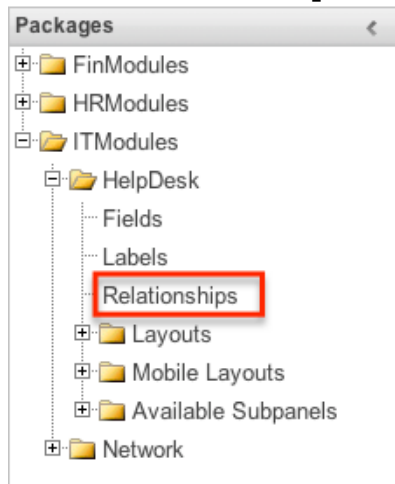 Packages
FinModules
HRModules
ITModules
HelpDesk
Fields
Labels
Relationships
Layouts
Mobile Layouts
Available Subpanels
Network